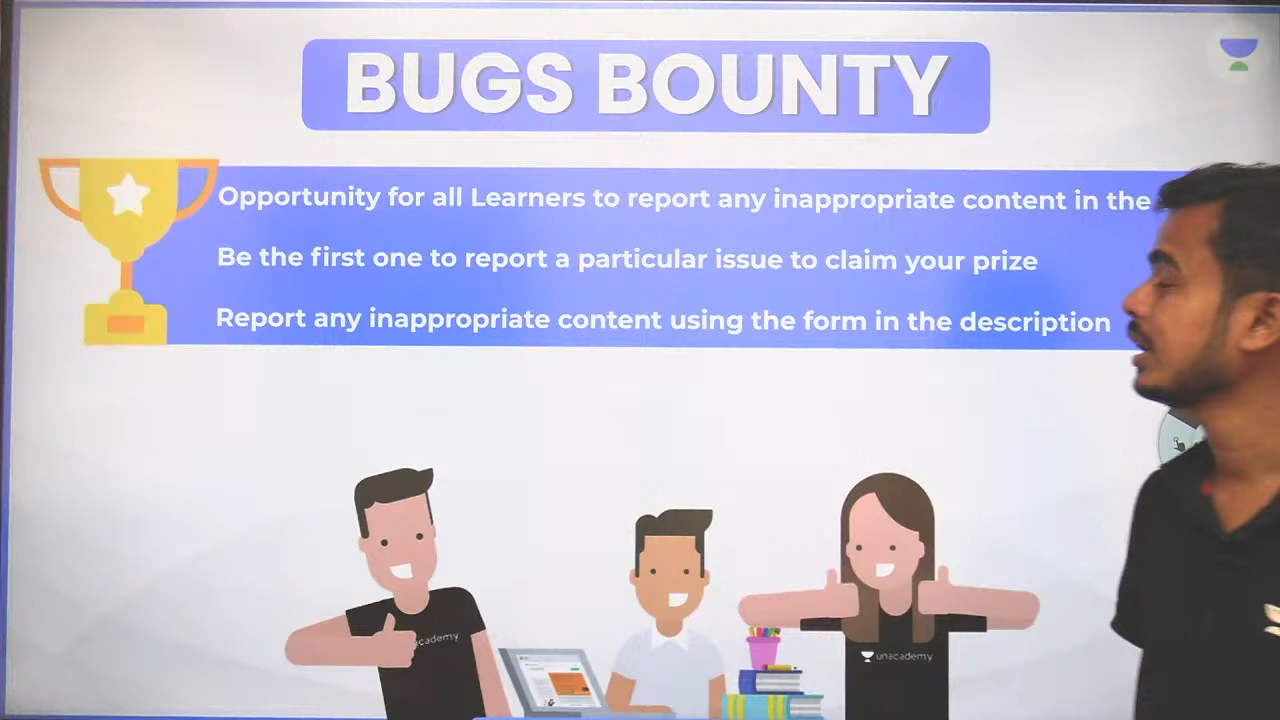 BUGS BOUNTY
Opportunity for all Learners to report any inappropriate content in the
Be the first one to report a particular issue to claim your prize
Report any inappropriate content using the form in the description
cademy
unacademy